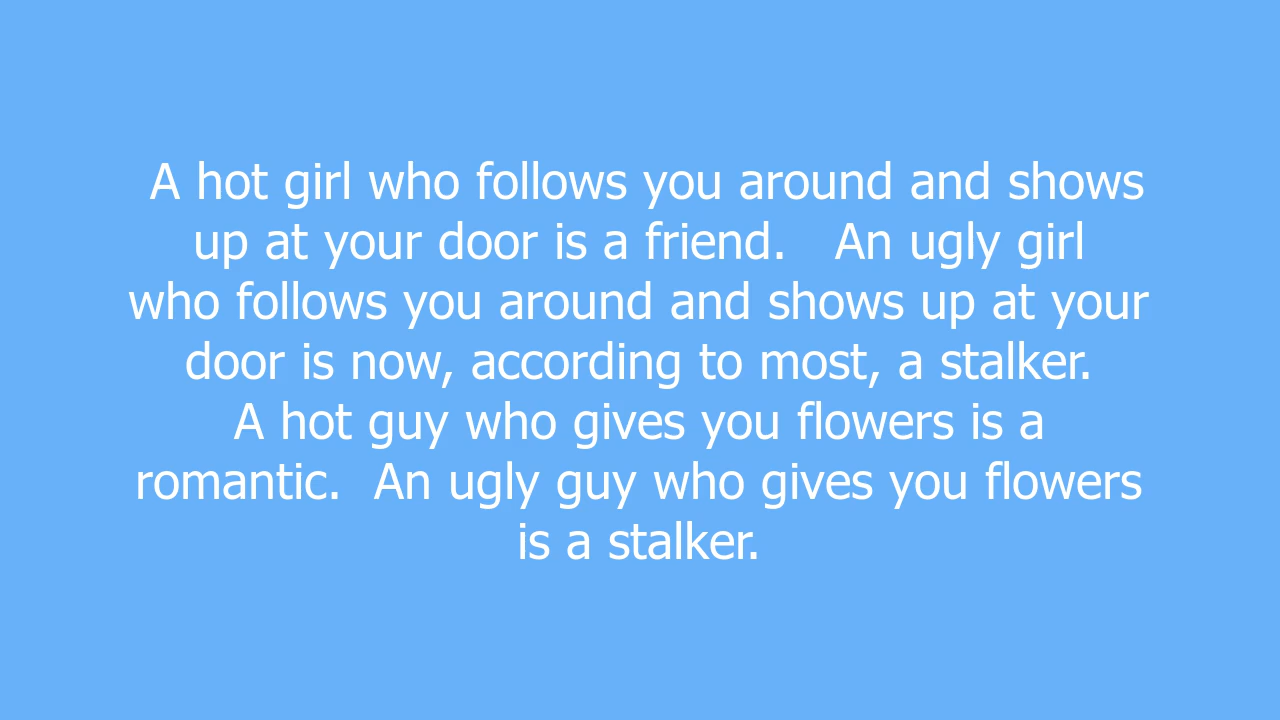 A hot girl who follows you around and shows
up at your door is a friend.   An ugly girl
who follows you around and shows up at your
door is now, according to most, a stalker.
A hot guy who gives you flowers is a
romantic.  An ugly guy who gives you flowers
is a stalker.